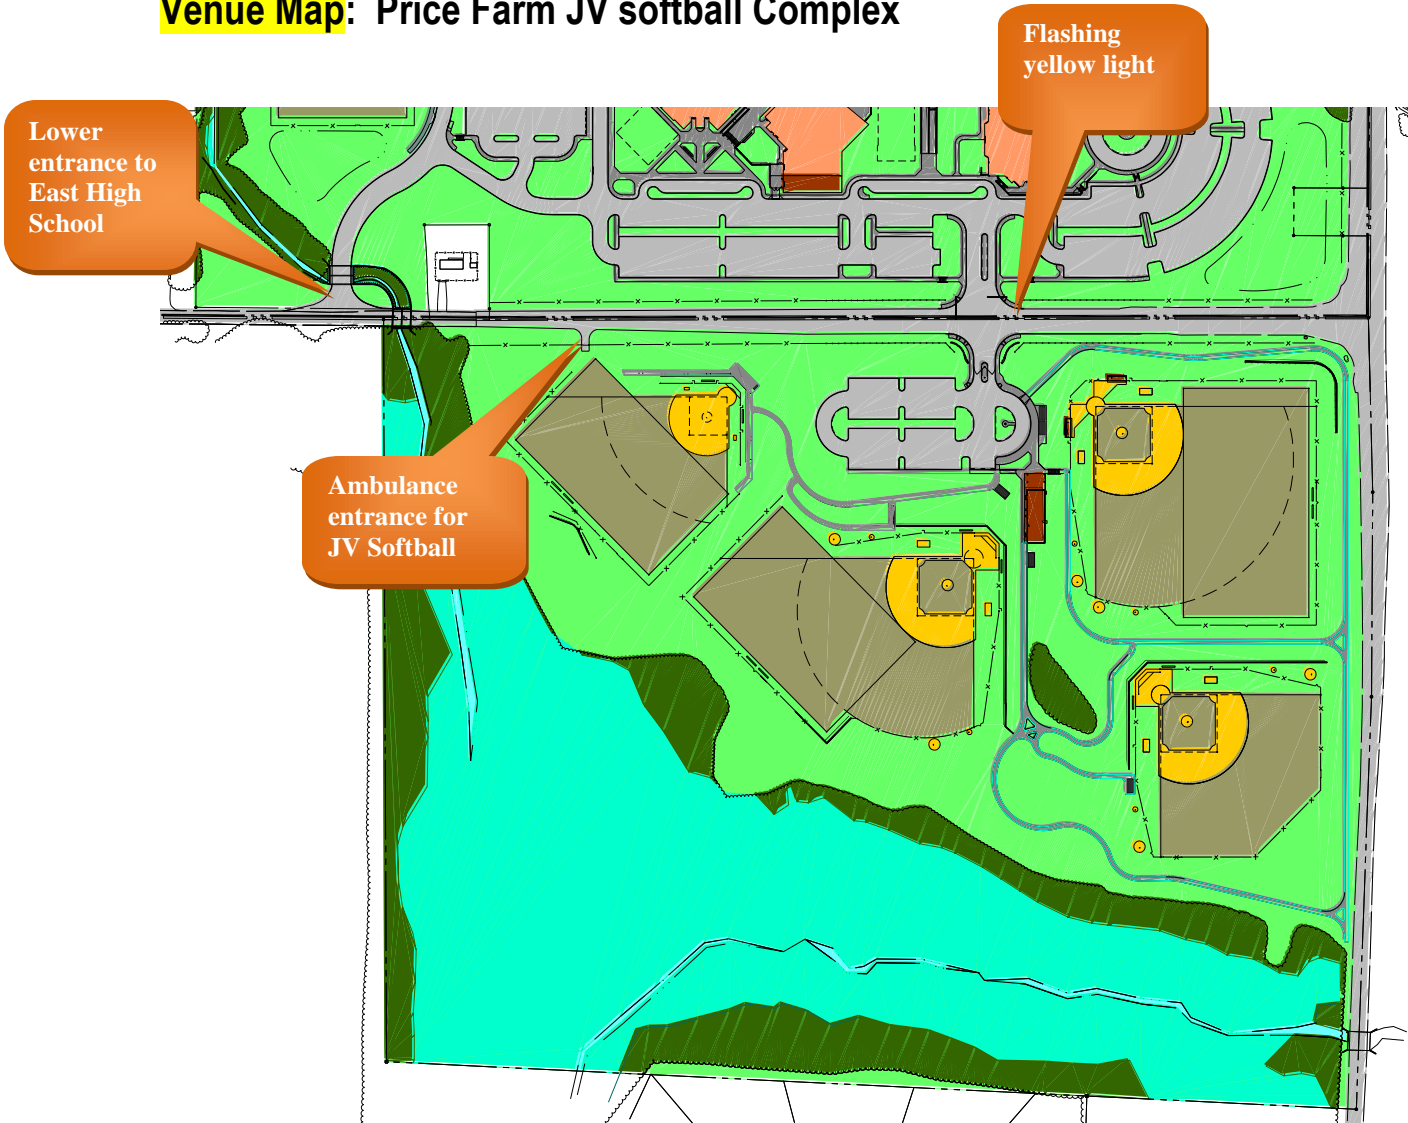 Venue Map: Price Farm JV softball Complex
Flashing
yellow light
Lower
entrance to
East High
School
Ambulance
entrance for
JV Softball